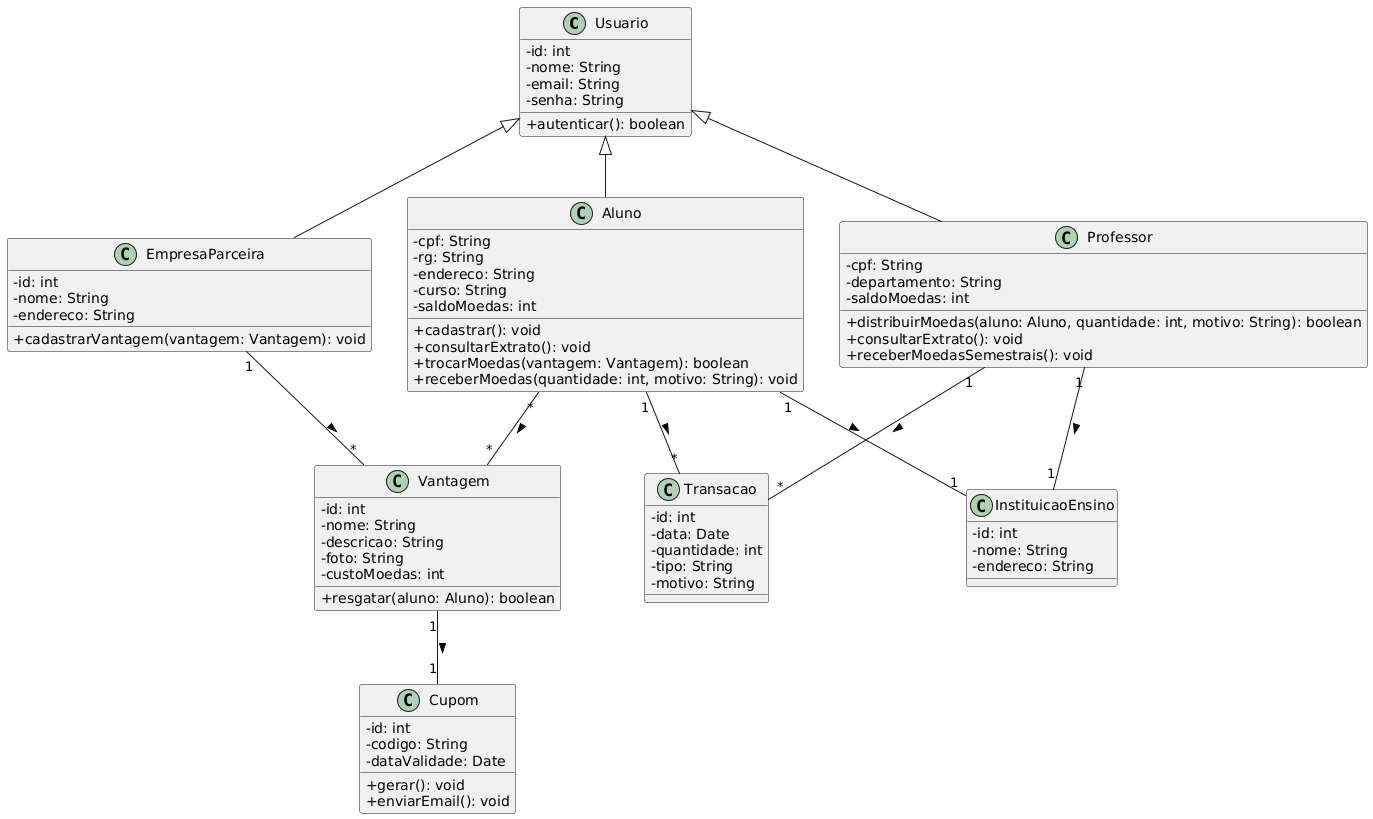 C Usuario
-id: int
-nome: String
-email: String
-senha: String
+autenticar(): boolean
C EmpresaParceira
-id: int
-nome: String
-endereco: String
+cadastrarVantagem(vantagem: Vantagem): void
C Aluno
-cpf: String
-rg: String
-endereco: String
-curso: String
-saldoMoedas: int
+cadastrar(): void
+consultarExtrato(): void
+trocarMoedas(vantagem: Vantagem): boolean
+receberMoedas(quantidade: int, motivo: String): void
C Professor
-cpf: String
-departamento: String
-saldoMoedas: int
+distribuirMoedas(aluno: Aluno, quantidade: int, motivo: String): boolean
+consultarExtrato(): void
+receberMoedasSemestrais(): void
1
*
1
1
1
1
*
*
*
*
1
1
C Vantagem
-id: int
-nome: String
-descricao: String
-foto: String
-custoMoedas: int
+resgatar(aluno: Aluno): boolean
C Transacao
-id: int
-data: Date
-quantidade: int
-tipo: String
-motivo: String
C InstituicaoEnsino
-id: int
-nome: String
-endereco: String
1
1
C Cupom
-id: int
-codigo: String
-dataValidade: Date
+gerar(): void
+enviarEmail(): void